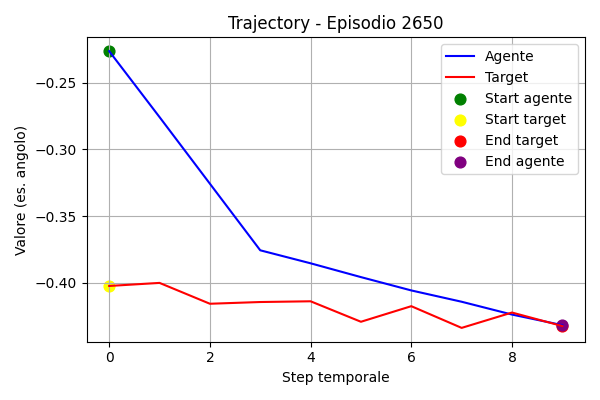 Trajectory - Episodio 2650
Agente
Target
Start agente
Start target
End target
End agente
Valore (es. angolo)
−0.25
−0.30
−0.35
−0.40
0
2
4
6
8
Step temporale